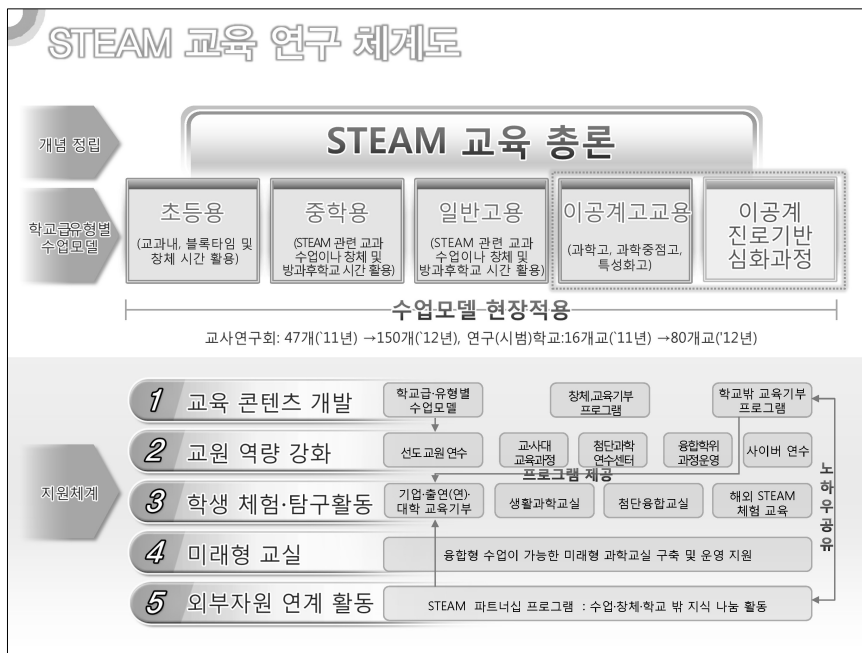 STEAM 교육 연구 체계도
개념 정립
STEAM 교육 총론
학교급유형별
수업모델
초등용
(교과내, 블록타임 및
창체 시간 활용)
중학용
(STEAM 관련 교과
수업이나 창체 및
방과후학교 시간 활용)
일반고용
(STEAM 관련 교과
수업이나 창체 및
방과후학교 시간 활용)
이공계고교용
(과학고, 과학중점고,
특성화고)
이공계
진로기반
심화과정
수업모델 현장적용
교사연구회: 47개(`11년) →150개(`12년), 연구(시범)학교:16개교(`11년) →80개교('12년)
지원체계
1 교육 콘텐츠 개발
학교급·유형별
수업모델
창체,교육기부
프로그램
학교밖 교육기부
프로그램
2 교원 역량 강화
선도교원 연수
교·사대
교육과정
첨단과학
연수센터
융합학위
과정운영
사이버 연수
프로그램 제공
3 학생 체험·탐구활동
기업·출연(연)·
대학 교육기부
생활과학교실
첨단융합교실
해외 STEAM
체험 교육
노하우공유
4 미래형 교실
융합형 수업이 가능한 미래형 과학교실 구축 및 운영 지원
5 외부자원 연계 활동
STEAM 파트너십 프로그램 : 수업·창체·학교 밖 지식 나눔 활동